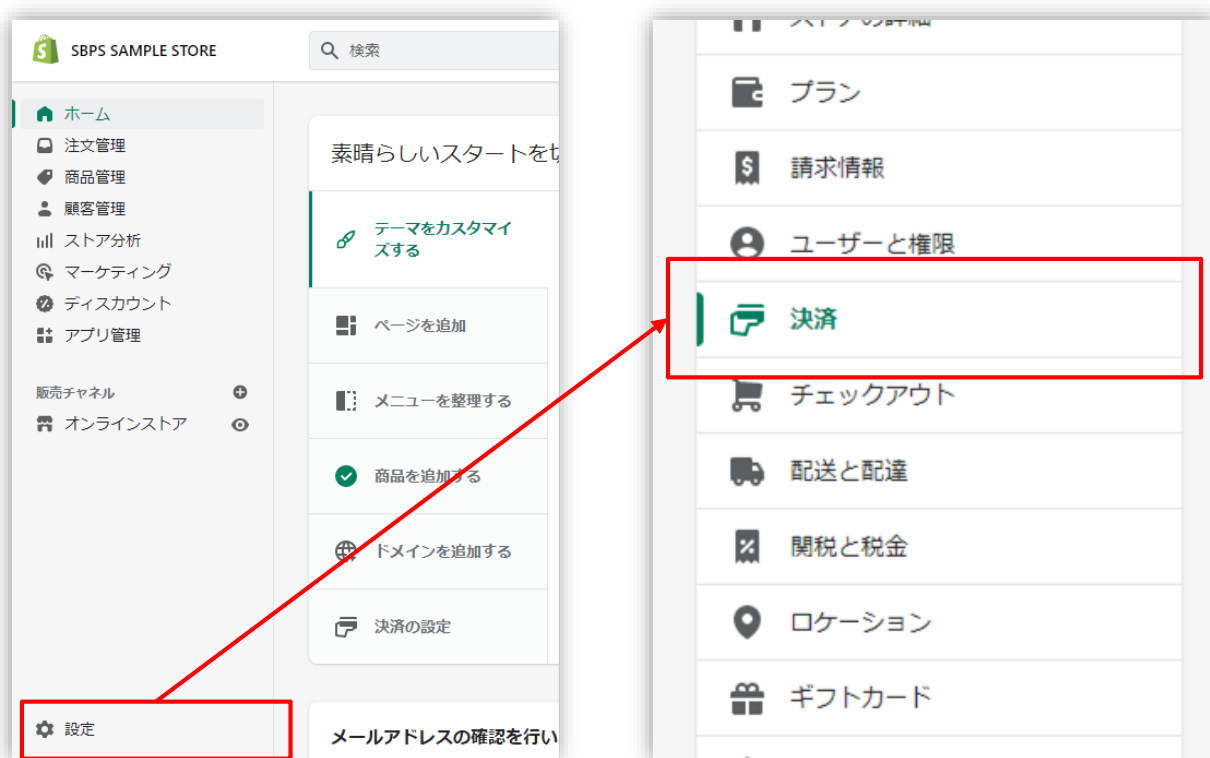 SBPS SAMPLE STORE
検索
ホーム
注文管理
商品管理
顧客管理
ストア分析
マーケティング
ディスカウント
アプリ管理
販売チャネル
オンラインストア
設定
素晴らしいスタートを切
テーマをカスタマイ
ズする
ページを追加
メニューを整理する
商品を追加する
ドメインを追加する
決済の設定
メールアドレスの確認を行い
ストアの詳細
プラン
請求情報
ユーザーと権限
決済
チェックアウト
配送と配達
関税と税金
ロケーション
ギフトカード